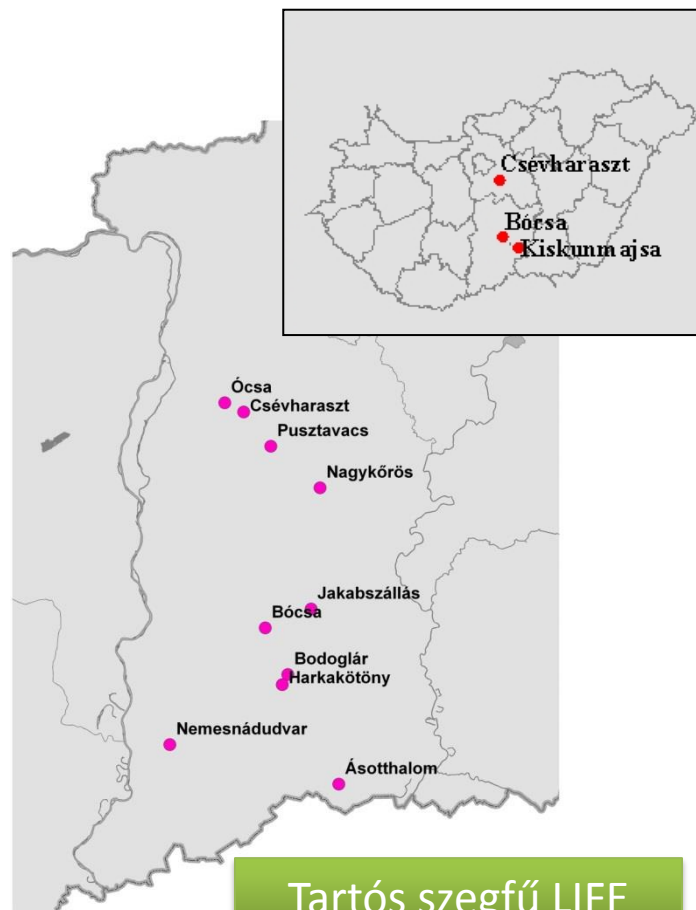 Csévharaszt
Bócsa
Kiskunmajsa
Ócsa
Csévharaszt
Pusztavacs
Nagykőrös
Jakabszállás
Bócsa
Bodoglár
Harkakötöny
Nemesnádudvar
Ásotthalom
Tartós szegfű LIFE